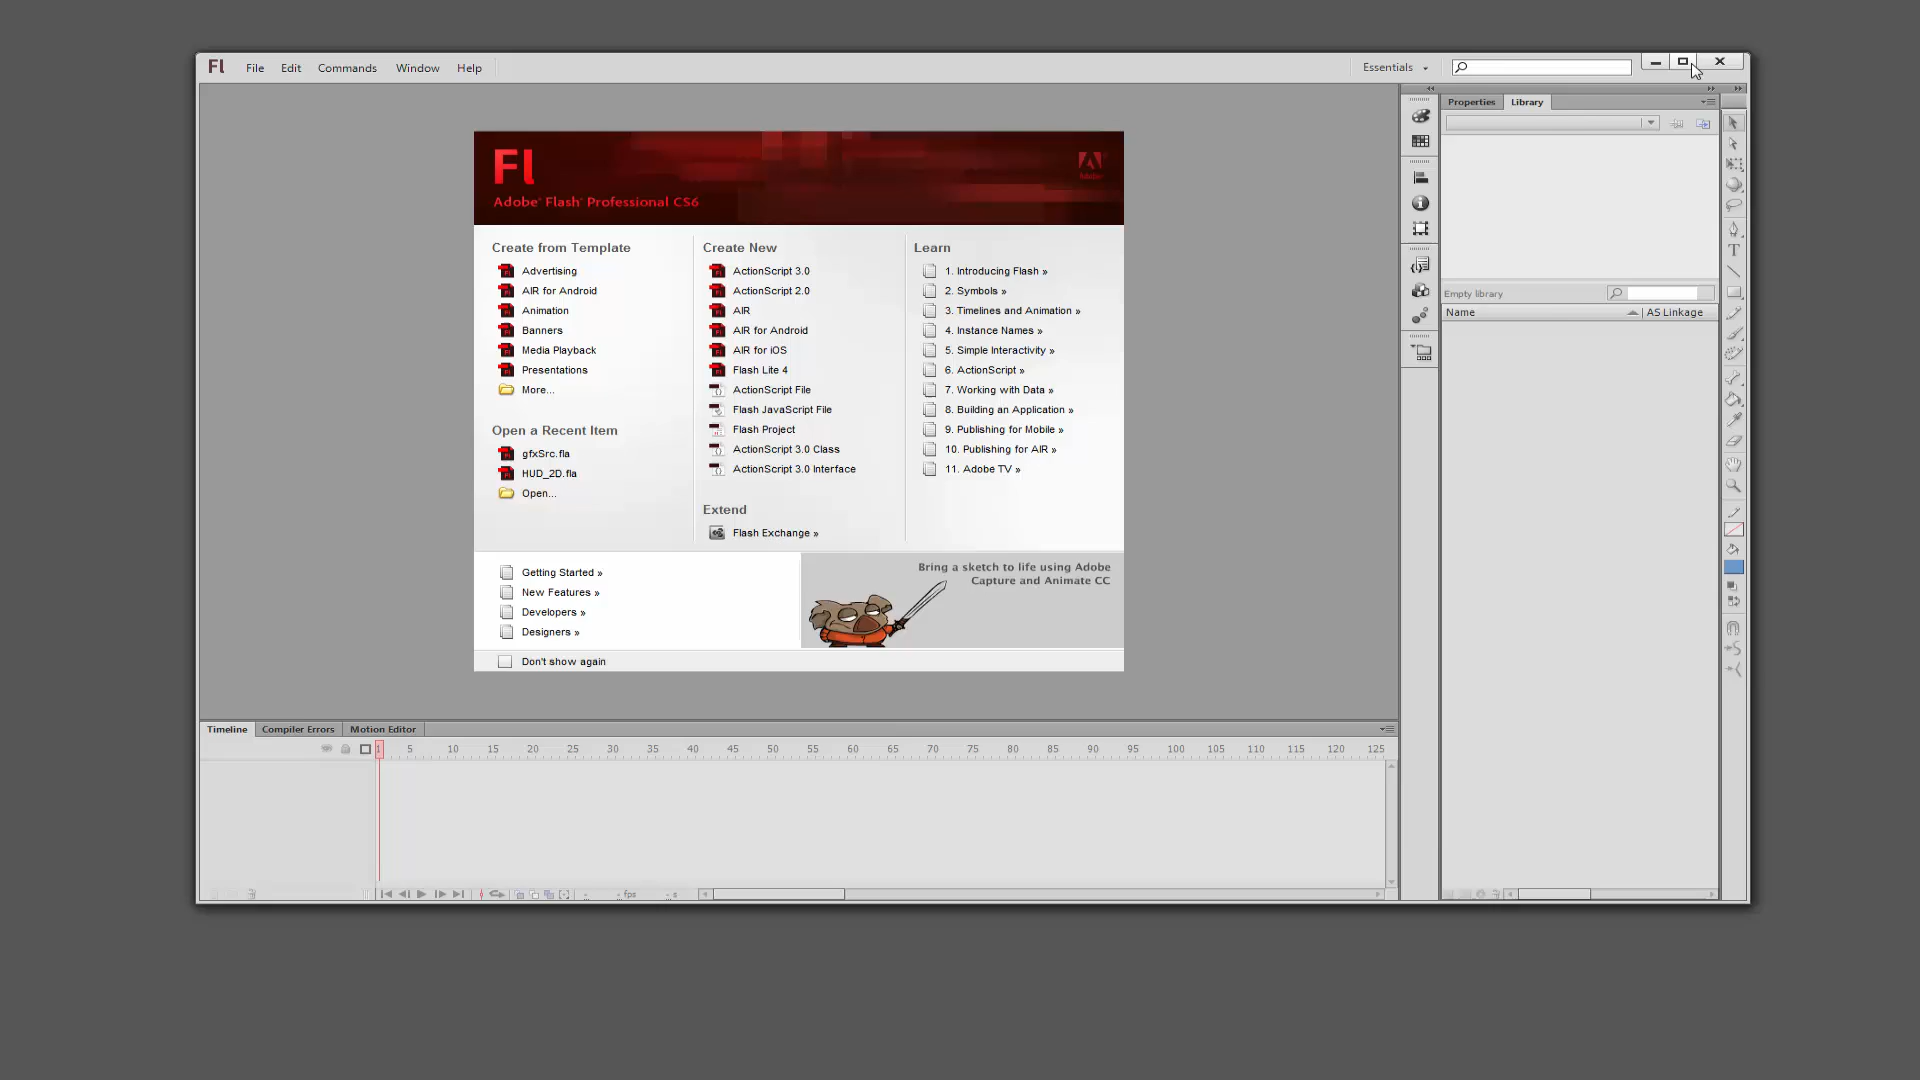 Fl File Edit Commands Window Help Essentials
Properties Library
Fl
Adobe
Adobe® Flash® Professional CS6
Create from Template
Advertising
AIR for Android
Animation
Banners
Media Playback
Presentations
More...
Open a Recent Item
gfxSrc.fla
HUD_2D.fla
Open...
Create New
ActionScript 3.0
ActionScript 2.0
AIR
AIR for Android
AIR for iOS
Flash Lite 4
ActionScript File
Flash JavaScript File
Flash Project
ActionScript 3.0 Class
ActionScript 3.0 Interface
Extend
Flash Exchange »
Learn
1. Introducing Flash »
2. Symbols »
3. Timelines and Animation »
4. Instance Names »
5. Simple Interactivity »
6. ActionScript »
7. Working with Data »
8. Building an Application »
9. Publishing for Mobile »
10. Publishing for AIR »
11. Adobe TV »
Getting Started »
New Features »
Developers »
Designers »
Bring a sketch to life using Adobe
Capture and Animate CC
Don't show again
Empty library
Name AS Linkage
Timeline Compiler Errors Motion Editor
1 5 10 15 20 25 30 35 40 45 50 55 60 65 70 75 80 85 90 95 100 105 110 115 120 125
- - fps - s